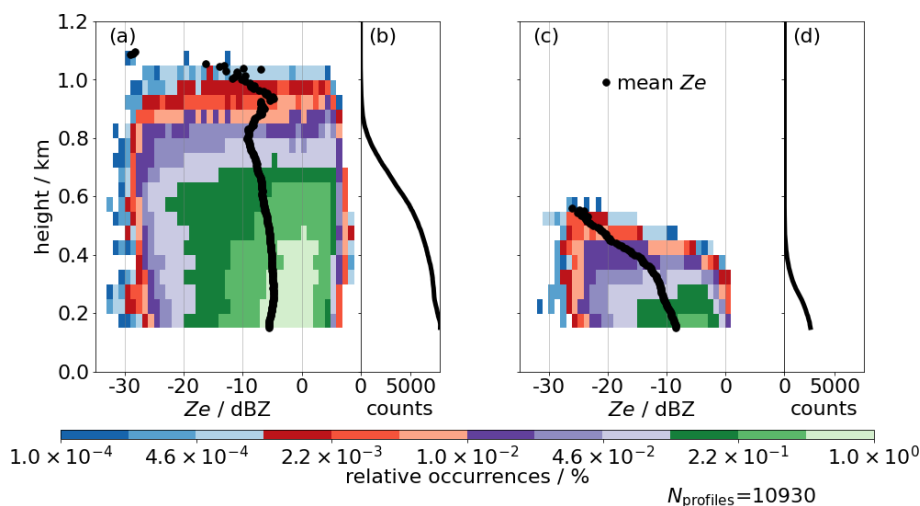 (a) (b) (c) (d)
mean Ze
height / km
1.2
1.0
0.8
0.6
0.4
0.2
0.0
-30 -20 -10 0 0 5000 -30 -20 -10 0 0 5000
Ze / dBZ counts Ze / dBZ counts
1.0 × 10⁻⁴ 4.6 × 10⁻⁴ 2.2 × 10⁻³ 1.0 × 10⁻² 4.6 × 10⁻² 2.2 × 10⁻¹ 1.0 × 10⁰
relative occurrences / %
N_profiles=10930